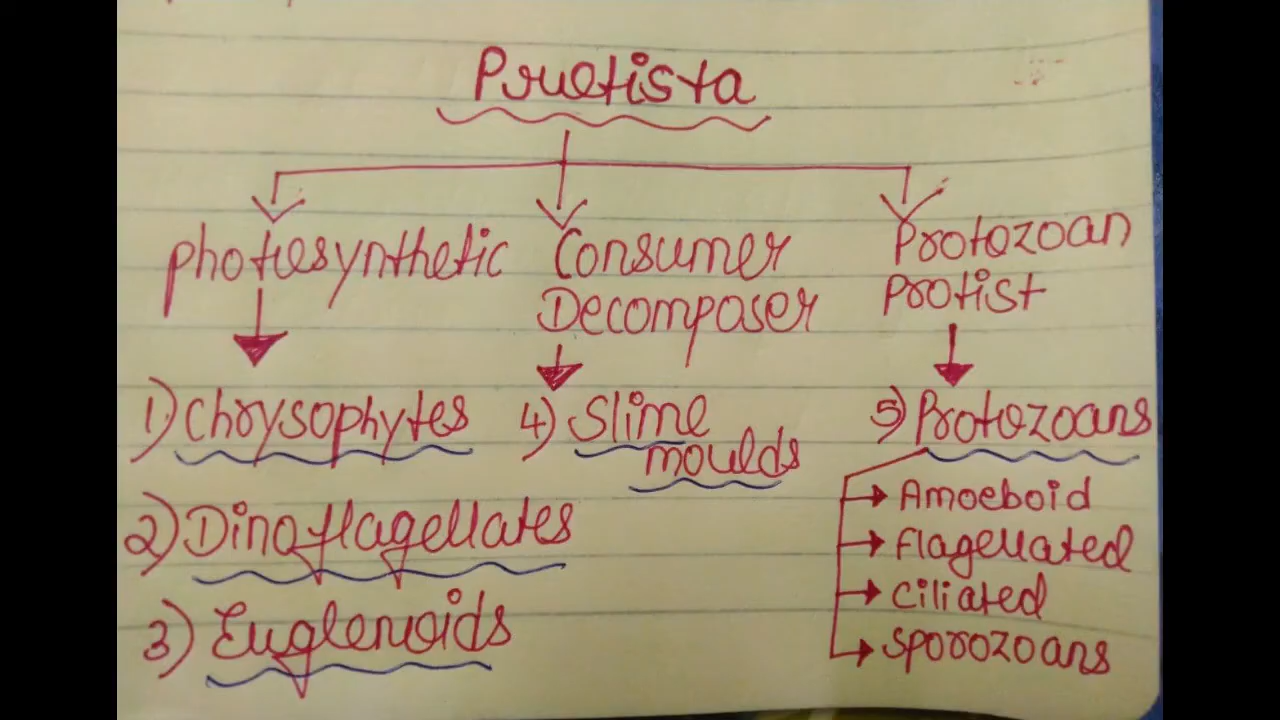 Protista
photosynthetic
Consumer
Decomposer
Protozoan
Protist
1) Chrysophytes
2) Dinoflagellates
3) Euglenoids
4) Slime
moulds
5) Protozoans
Amoeboid
flagellated
ciliated
sporozoans